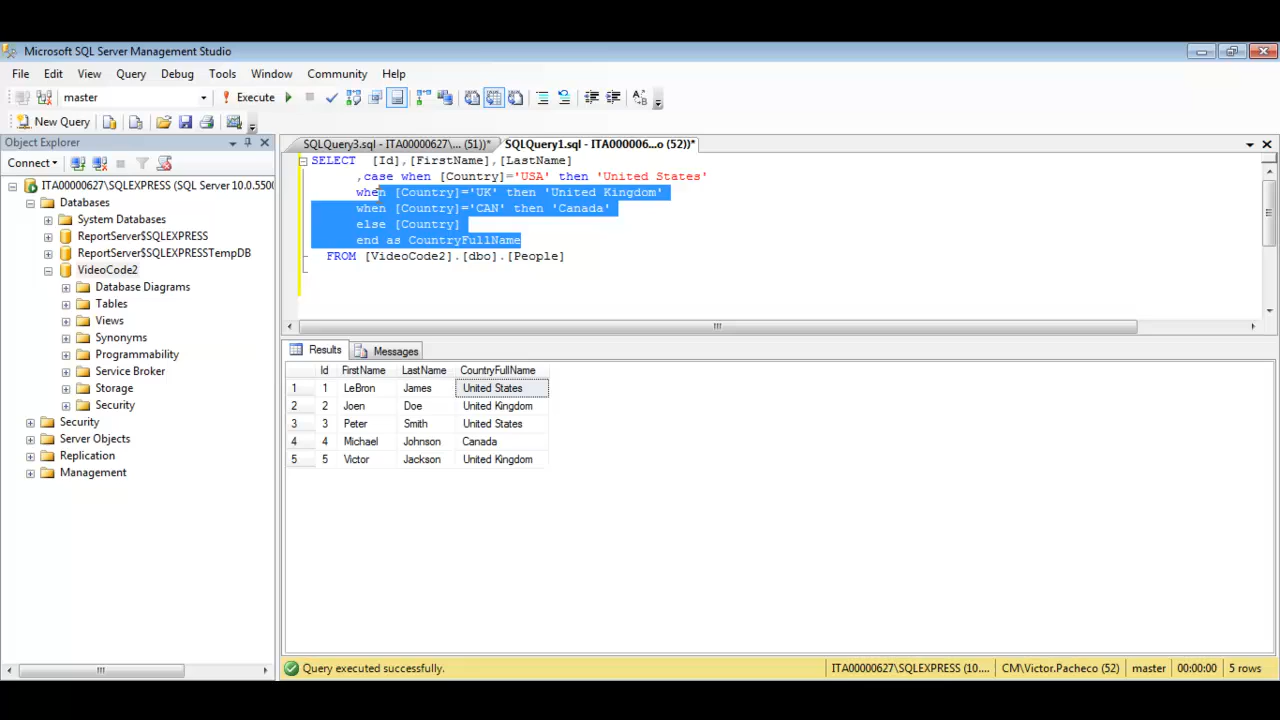 Microsoft SQL Server Management Studio
File Edit View Query Debug Tools Window Community Help
master Execute
New Query
Object Explorer
SQLQuery3.sql - ITA00000627\... (51))* SQLQuery1.sql - ITA000006...o (52))*
Connect
ITA00000627\SQLEXPRESS (SQL Server 10.0.5500
Databases
System Databases
ReportServer$SQLEXPRESS
ReportServer$SQLEXPRESSTempDB
VideoCode2
Database Diagrams
Tables
Views
Synonyms
Programmability
Service Broker
Storage
Security
Security
Server Objects
Replication
Management
SELECT [Id],[FirstName],[LastName]
,case when [Country]='USA' then 'United States'
when [Country]='UK' then 'United Kingdom'
when [Country]='CAN' then 'Canada'
else [Country]
end as CountryFullName
FROM [VideoCode2].[dbo].[People]
Results Messages
Id FirstName LastName CountryFullName
1 1 LeBron James United States
2 2 Joen Doe United Kingdom
3 3 Peter Smith United States
4 4 Michael Johnson Canada
5 5 Victor Jackson United Kingdom
Query executed successfully. ITA00000627\SQLEXPRESS (10.... CM\Victor.Pacheco (52) master 00:00:00 5 rows